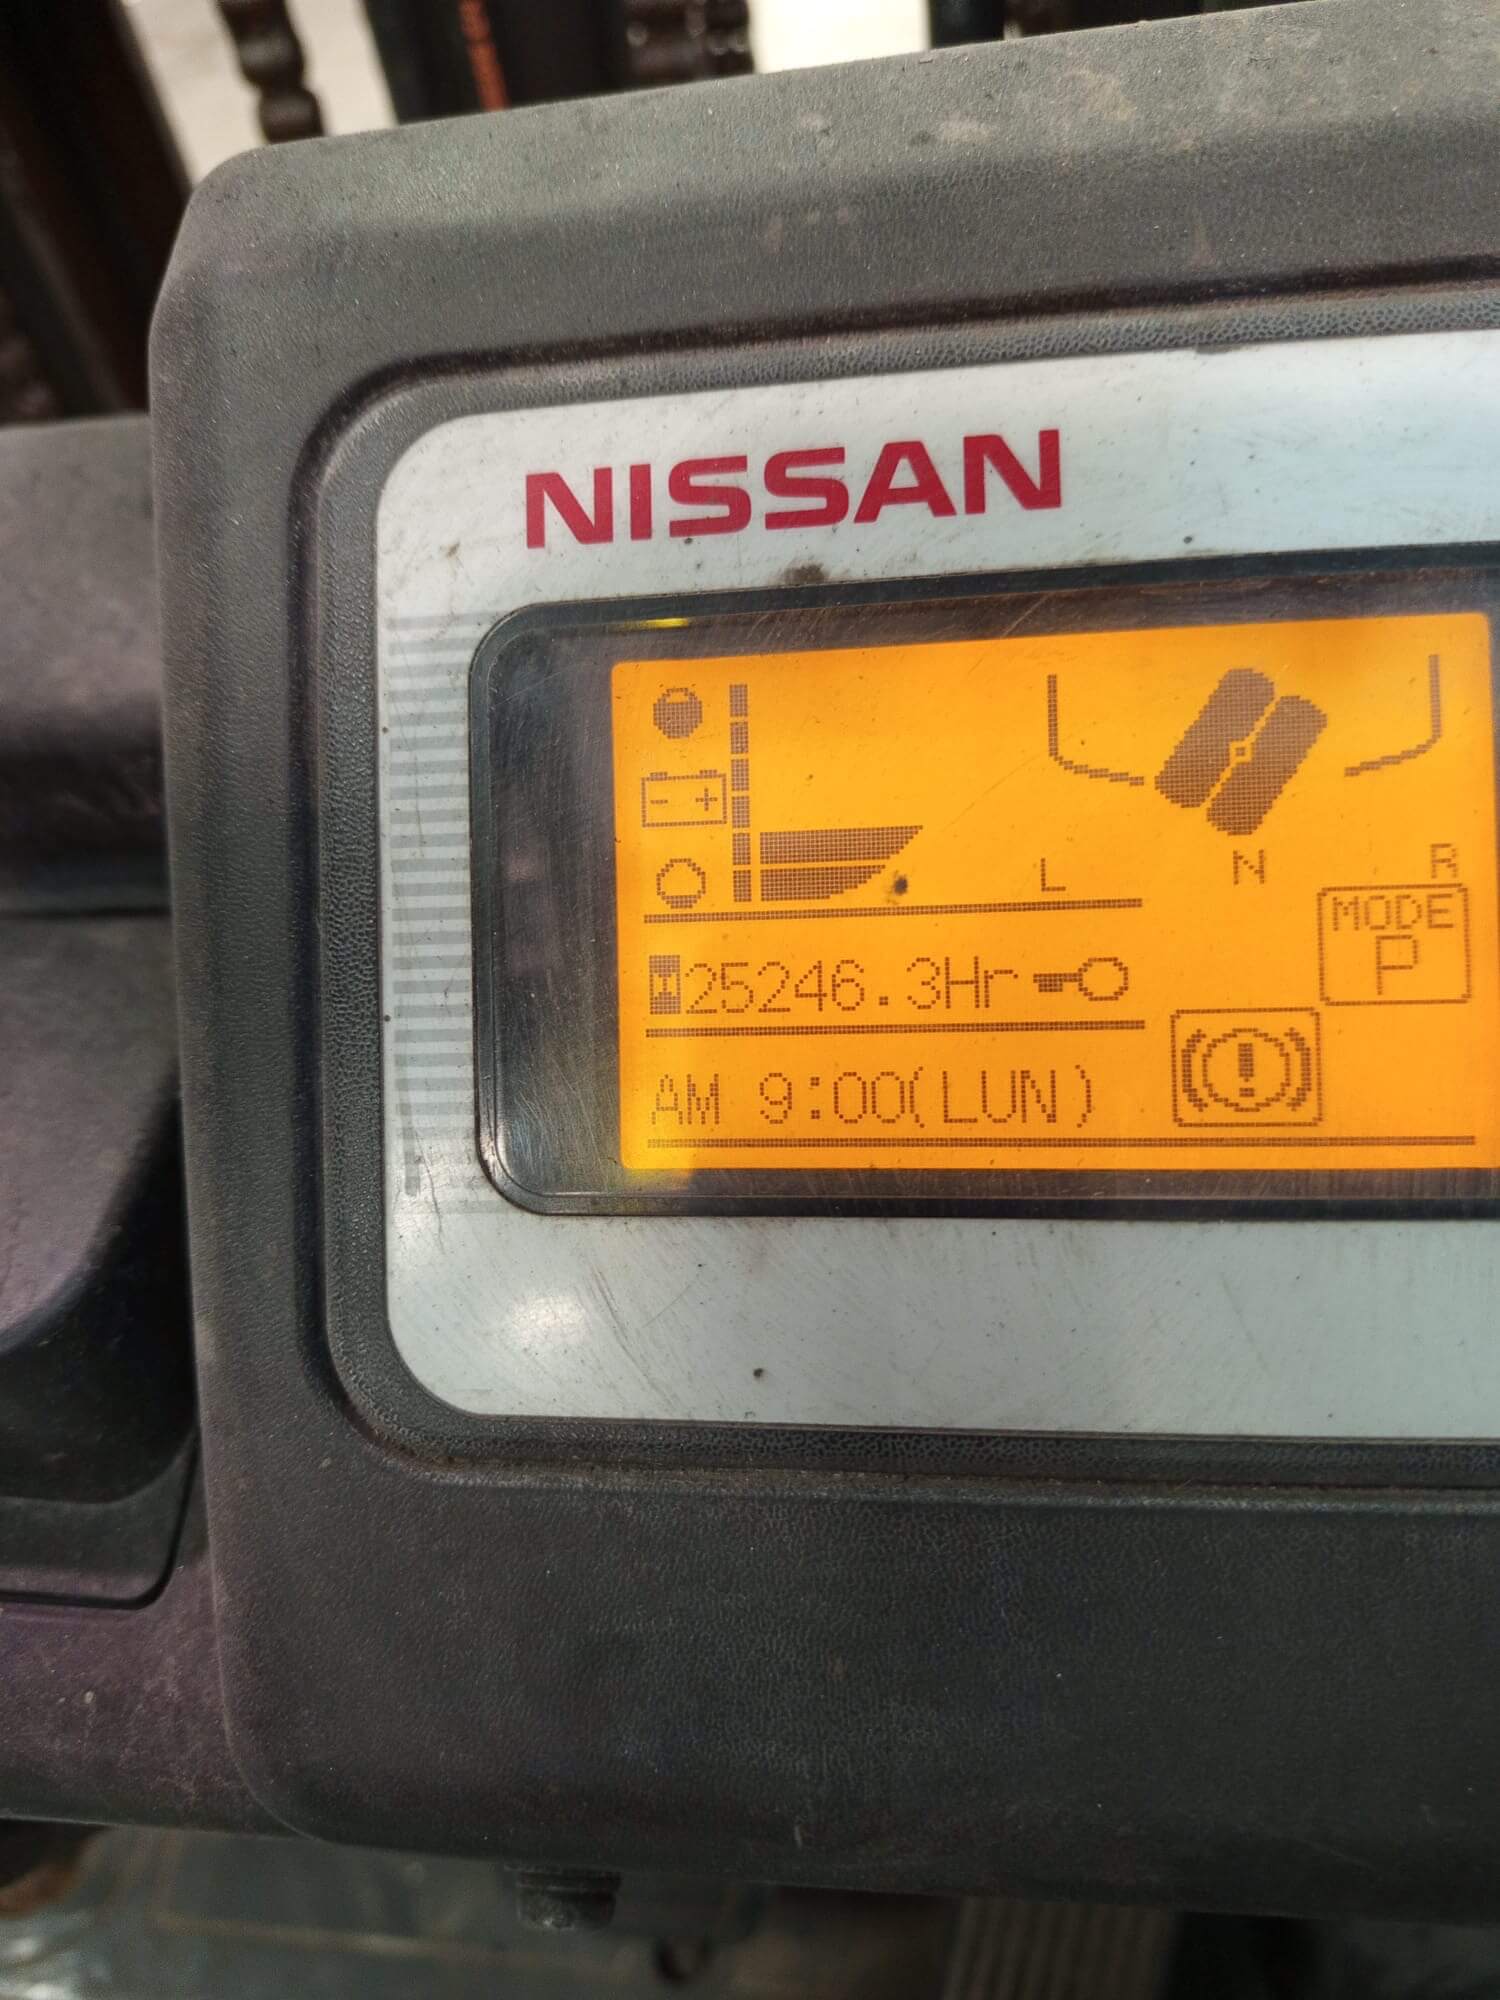 NISSAN
L N R
MODE
P
25246.3Hr
AM 9:00(LUN)